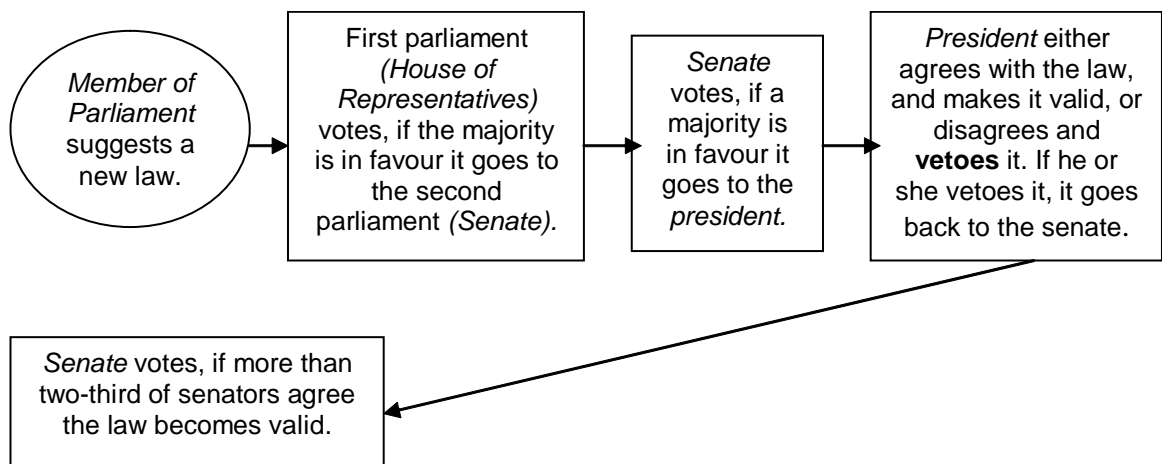 Member of
Parliament
suggests a
new law.
First parliament
(House of
Representatives)
votes, if the majority
is in favour it goes to
the second
parliament (Senate).
Senate
votes, if a
majority is
in favour it
goes to the
president.
President either
agrees with the law,
and makes it valid, or
disagrees and
vetoes it. If he or
she vetoes it, it goes
back to the senate.
Senate votes, if more than
two-third of senators agree
the law becomes valid.